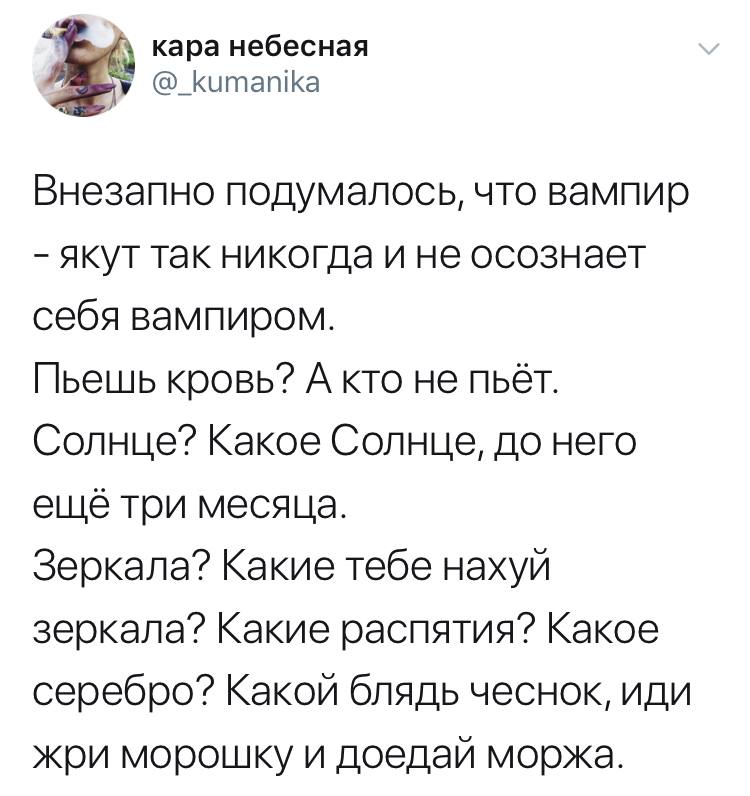 кара небесная
@_kumanika
Внезапно подумалось, что вампир
- якут так никогда и не осознает
себя вампиром.
Пьешь кровь? А кто не пьёт.
Солнце? Какое Солнце, до него
ещё три месяца.
Зеркала? Какие тебе нахуй
зеркала? Какие распятия? Какое
серебро? Какой блядь чеснок, иди
жри морошку и доедай моржа.